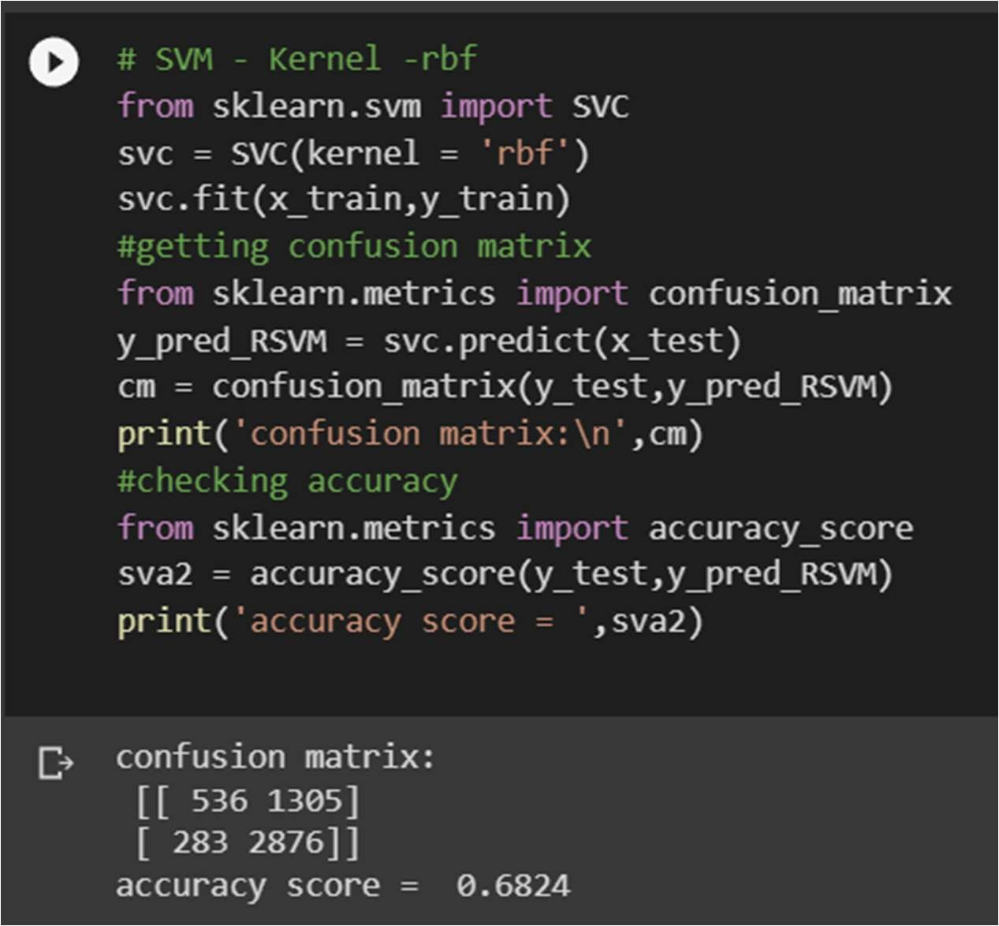 # SVM - Kernel -rbf
from sklearn.svm import SVC
svc = SVC(kernel = 'rbf')
svc.fit(x_train,y_train)
#getting confusion matrix
from sklearn.metrics import confusion_matrix
y_pred_RSVM = svc.predict(x_test)
cm = confusion_matrix(y_test,y_pred_RSVM)
print('confusion matrix:\n',cm)
#checking accuracy
from sklearn.metrics import accuracy_score
sva2 = accuracy_score(y_test,y_pred_RSVM)
print('accuracy score = ',sva2)
confusion matrix:
[[ 536 1305]
[ 283 2876]]
accuracy score =  0.6824